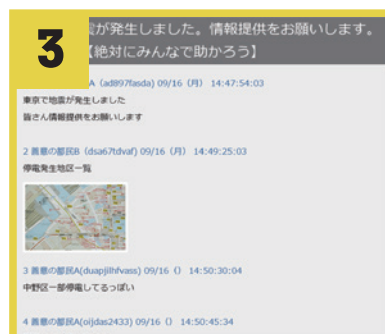 3
が発生しました。情報提供をお願いします。
【絶対にみんなで助かろう】
A（ad897fasda) 09/16（月）14:47:54:03
東京で地震が発生しました
皆さん情報提供をお願いします
2 善意の都民B（dsa67tdvaf) 09/16（月）14:49:25:03
停電発生地区一覧
3 善意の都民A(duapjilhfvass) 09/16（）14:50:30:04
中野区一部停電してるっぽい
4 善意の都民A(oijdas2433) 09/16（）14:50:45:34